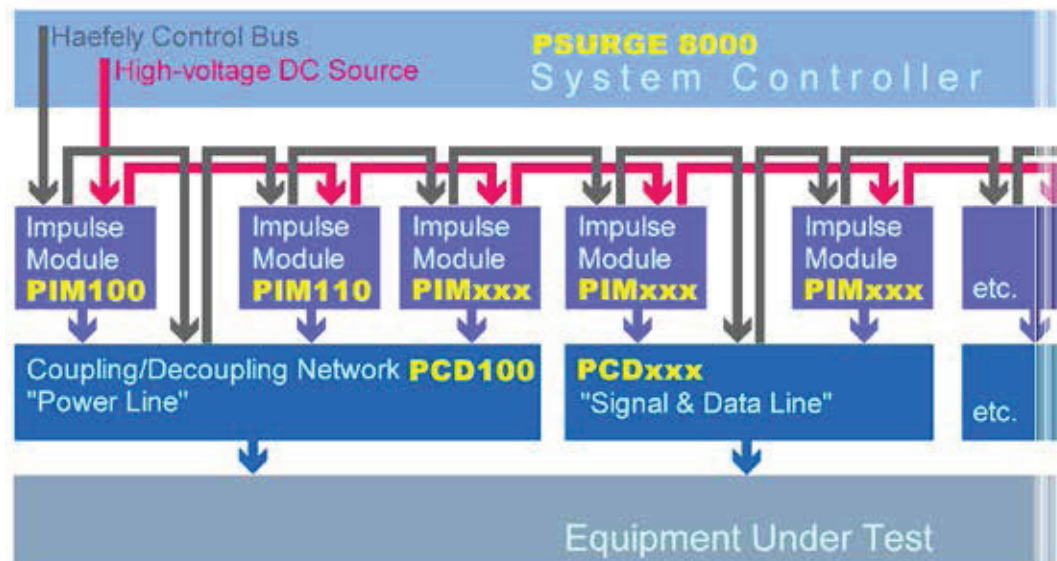 Haefely Control Bus
High-voltage DC Source
PSURGE 8000
System Controller
Impulse
Module
PIM100
Impulse
Module
PIM110
Impulse
Module
PIMxxx
Impulse
Module
PIMxxx
Impulse
Module
PIMxxx
etc.
Coupling/Decoupling Network PCD100
"Power Line"
PCDxxx
"Signal & Data Line"
etc.
Equipment Under Test